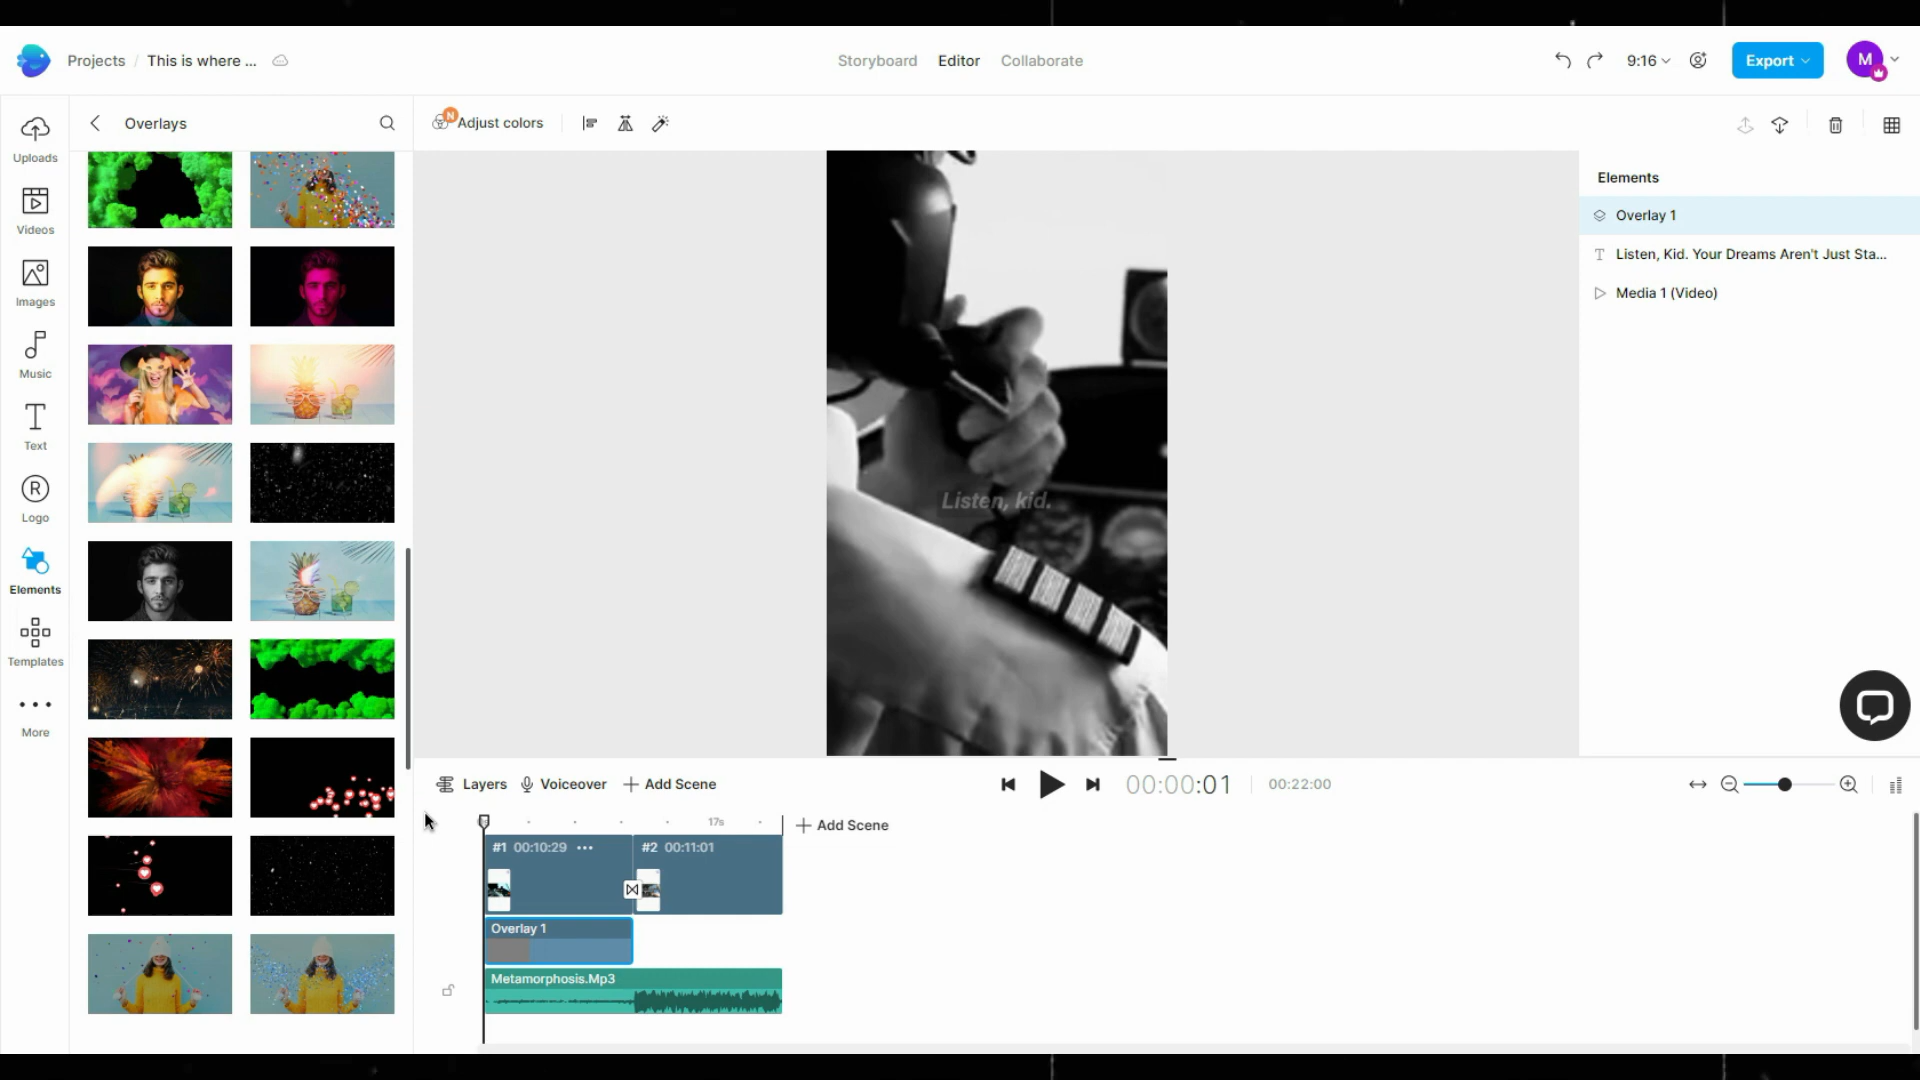 Projects / This is where ...
Storyboard
Editor
Collaborate
9:16
Export
M
Uploads
Videos
Images
Music
Text
Logo
Elements
Templates
More
Overlays
N
Adjust colors
Listen, kid.
Elements
Overlay 1
Listen, Kid. Your Dreams Aren't Just Sta...
Media 1 (Video)
Layers
Voiceover
Add Scene
00:00:01
00:22:00
17s
Add Scene
#1 00:10:29
#2 00:11:01
Overlay 1
Metamorphosis.Mp3